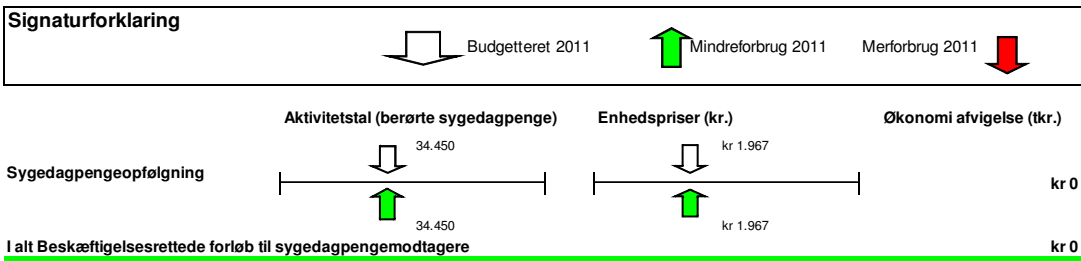 Signaturforklaring
Budgetteret 2011 Mindreforbrug 2011 Merforbrug 2011
Aktivitetstal (berørte sygedagpenge) Enhedspriser (kr.) Økonomi afvigelse (tkr.)
34.450 kr 1.967
Sygedagpengeopfølgning kr 0
34.450 kr 1.967
I alt Beskæftigelsesrettede forløb til sygedagpengemodtagere kr 0